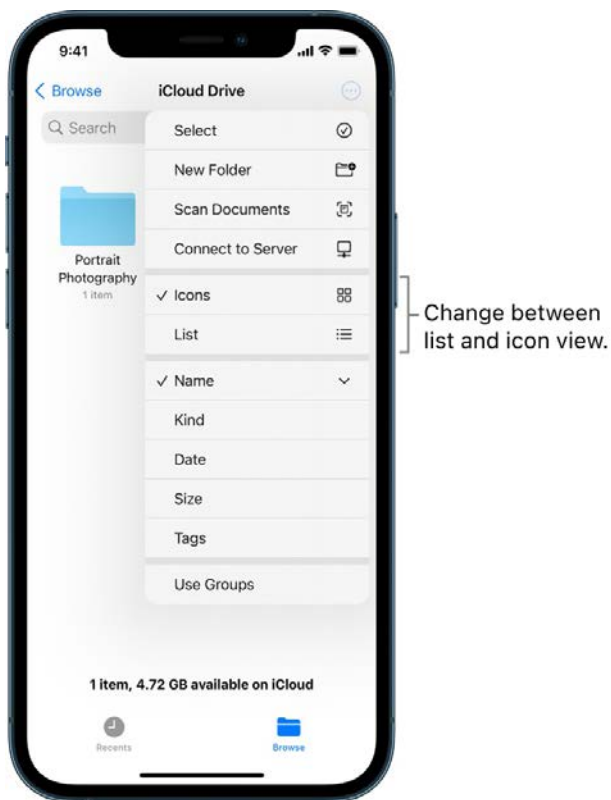 9:41
Browse
iCloud Drive
Search
Select
New Folder
Scan Documents
Connect to Server
Portrait
Photography
1 item
Icons
List
Change between
list and icon view.
Name
Kind
Date
Size
Tags
Use Groups
1 item, 4.72 GB available on iCloud
Recents
Browse